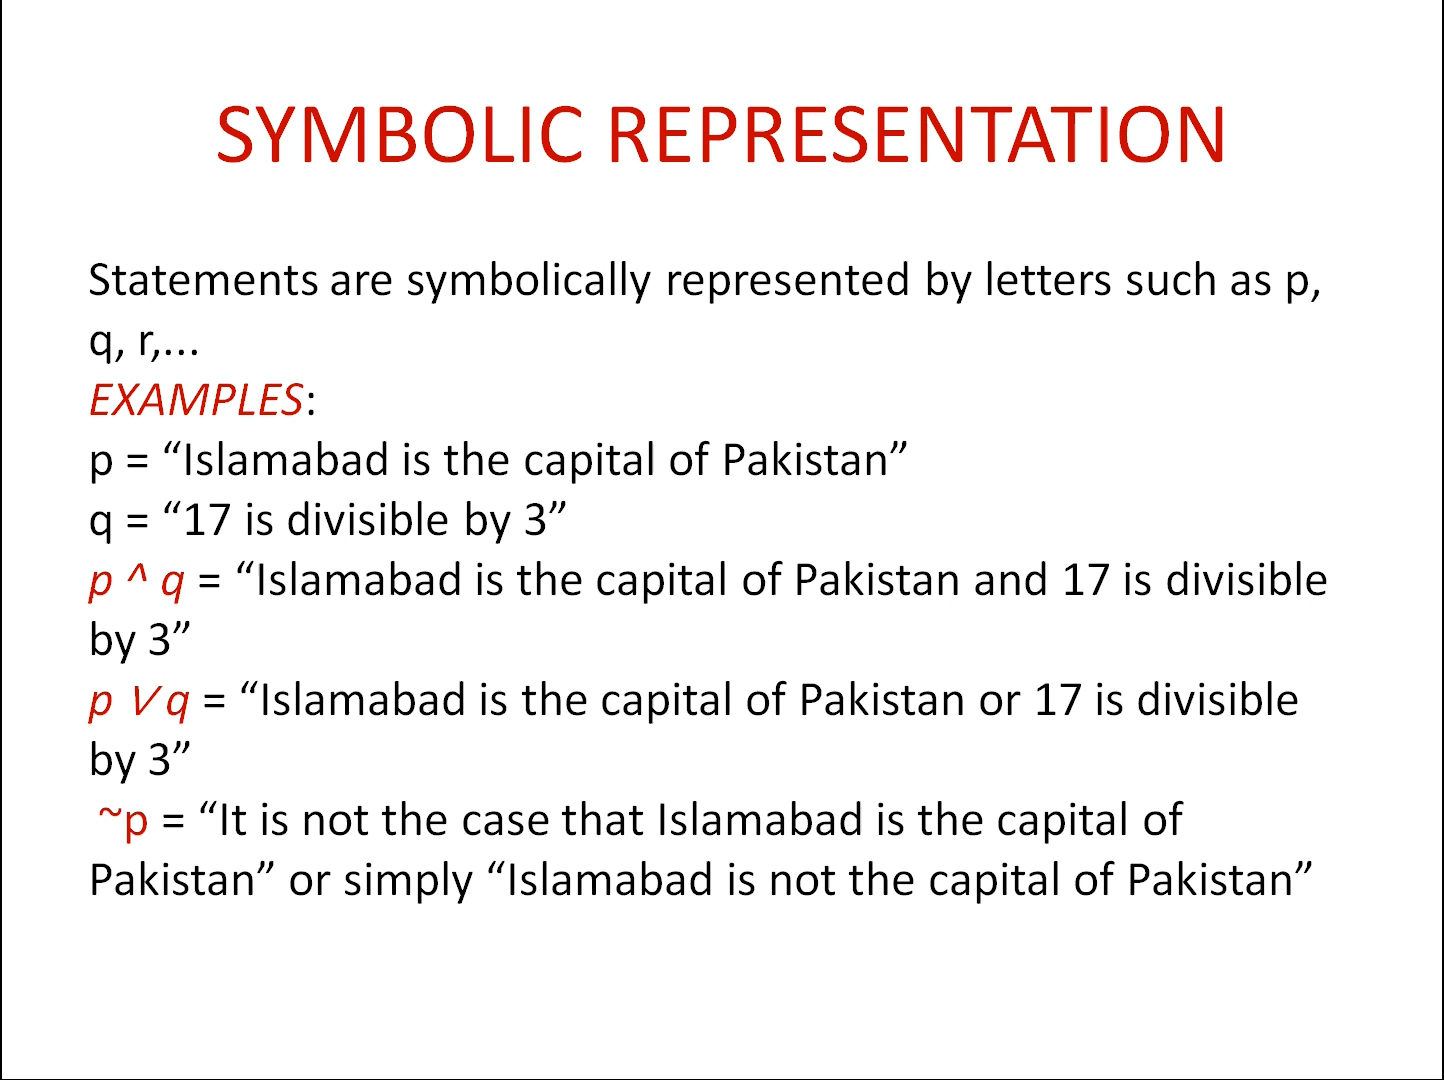 SYMBOLIC REPRESENTATION
Statements are symbolically represented by letters such as p,
q, r,...
EXAMPLES:
p = “Islamabad is the capital of Pakistan”
q = “17 is divisible by 3”
p ^ q = “Islamabad is the capital of Pakistan and 17 is divisible
by 3”
p ∨ q = “Islamabad is the capital of Pakistan or 17 is divisible
by 3”
~p = “It is not the case that Islamabad is the capital of
Pakistan” or simply “Islamabad is not the capital of Pakistan”